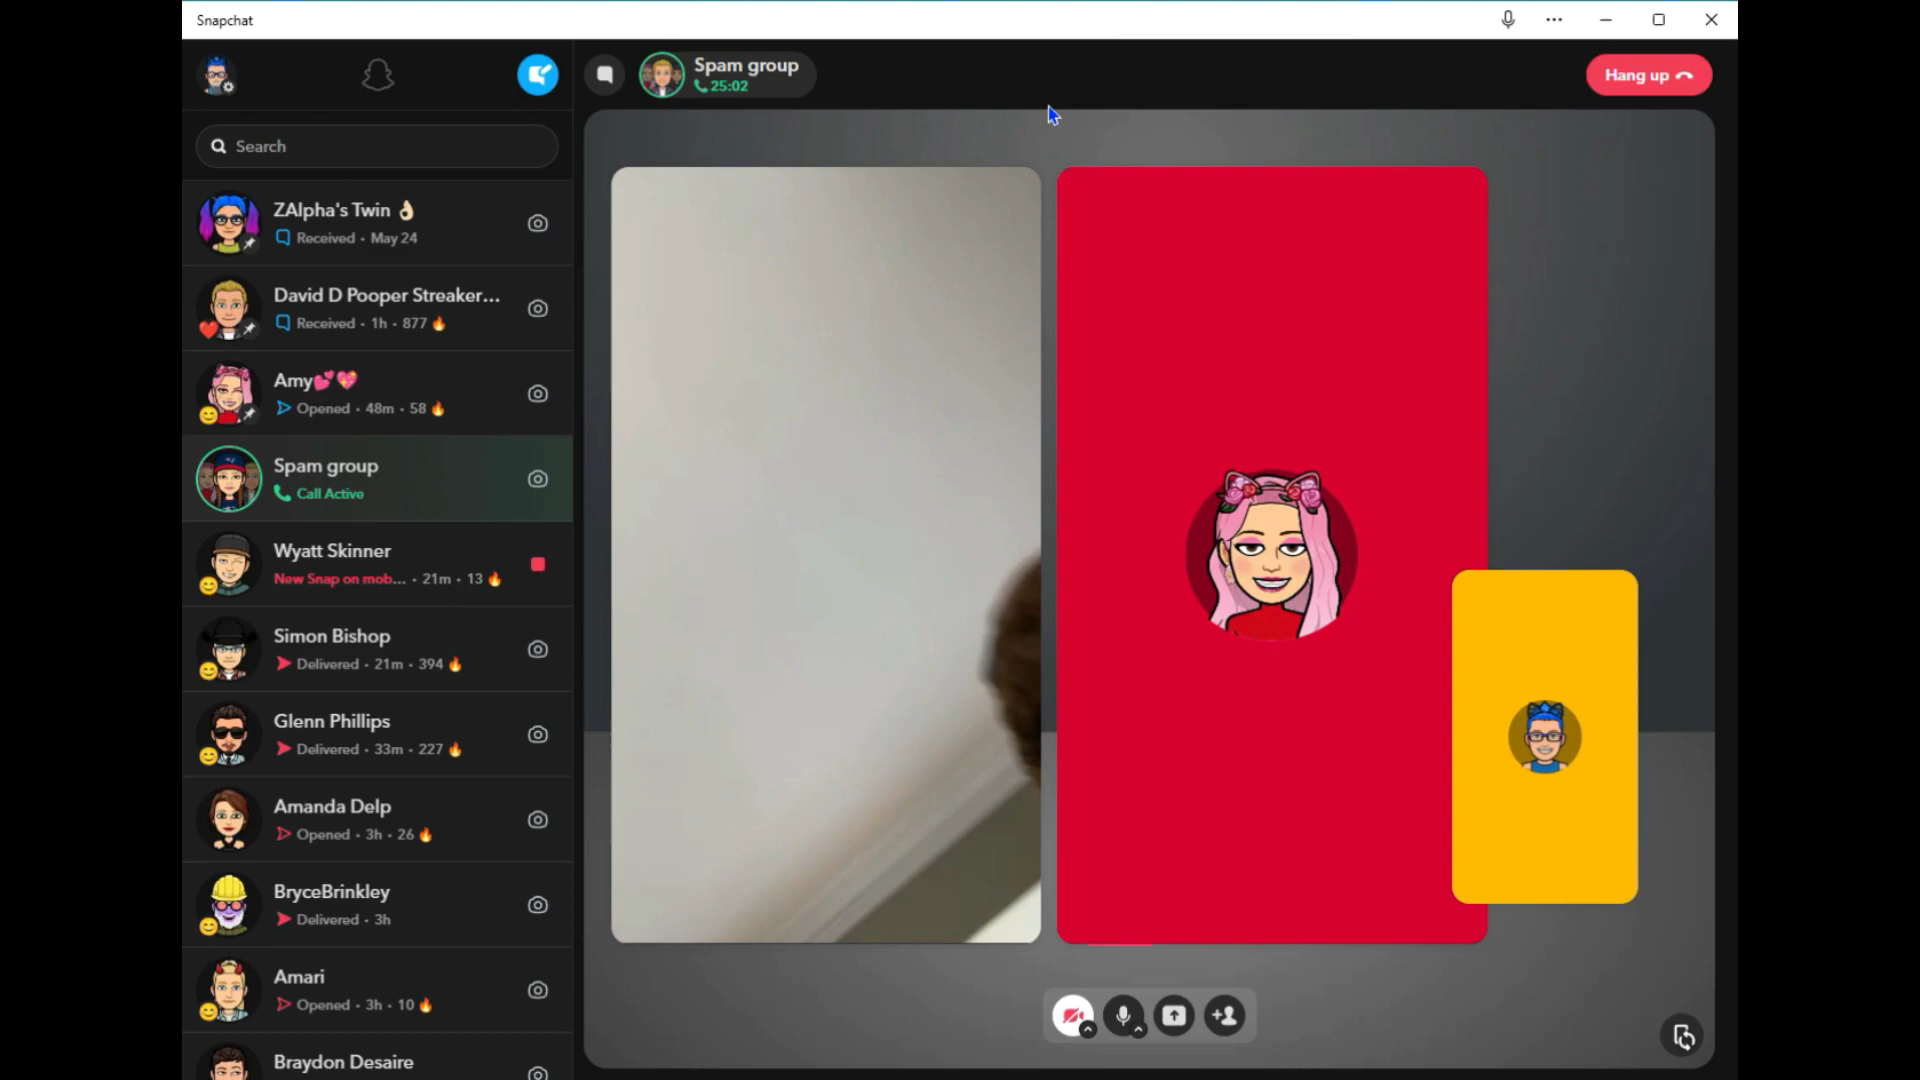 Snapchat
Spam group
25:02
Hang up
Search
ZAlpha's Twin 👌🏻
Received · May 24
David D Pooper Streaker...
Received · 1h · 877 🔥
Amy💕💖
Opened · 48m · 58 🔥
Spam group
Call Active
Wyatt Skinner
New Snap on mob... · 21m · 13 🔥
Simon Bishop
Delivered · 21m · 394 🔥
Glenn Phillips
Delivered · 33m · 227 🔥
Amanda Delp
Opened · 3h · 26 🔥
BryceBrinkley
Delivered · 3h
Amari
Opened · 3h · 10 🔥
Braydon Desaire